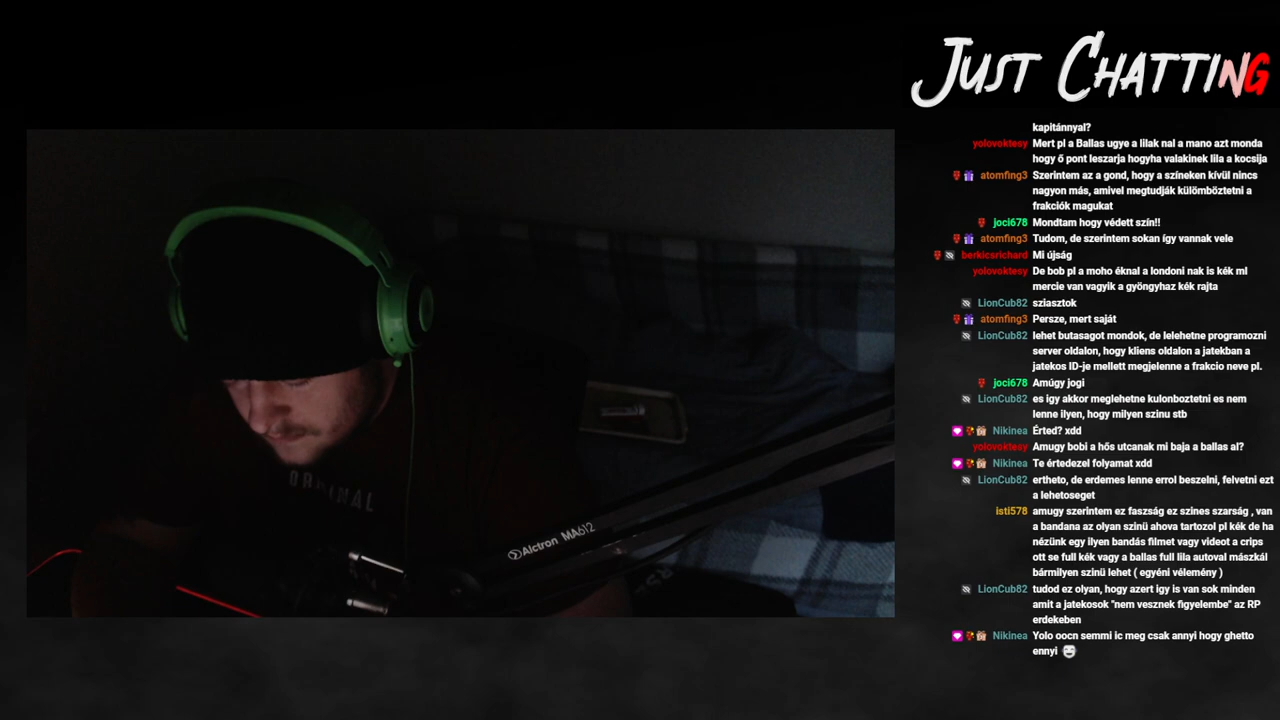 JUST CHATTING
kapitánnyal?
yolovoktesy Mert pl a Ballas ugye a lilak nal a mano azt monda
hogy ő pont leszarja hogyha valakinek lila a kocsija
atomfing3 Szerintem az a gond, hogy a színeken kívül nincs
nagyon más, amivel megtudják külömböztetni a
frakciók magukat
joci678 Mondtam hogy védett szín!!
atomfing3 Tudom, de szerintem sokan így vannak vele
berkicsrichard Mi újság
yolovoktesy De bob pl a moho éknal a londoni nak is kék ml
mercie van vagyik a gyöngyhaz kék rajta
LionCub82 sziasztok
atomfing3 Persze, mert saját
LionCub82 lehet butasagot mondok, de lelehetne programozni
server oldalon, hogy kliens oldalon a jatekban a
jatekos ID-je mellett megjelenne a frakcio neve pl.
joci678 Amúgy jogi
LionCub82 es igy akkor meglehetne kulonboztetni es nem
lenne ilyen, hogy milyen szinu stb
Nikinea Érted? xdd
yolovoktesy Amugy bobi a hős utcanak mi baja a ballas al?
Nikinea Te értedezel folyamat xdd
LionCub82 ertheto, de erdemes lenne errol beszelni, felvetni ezt
a lehetoseget
isti578 amugy szerintem ez faszság ez szines szarság , van
a bandana az olyan szinü ahova tartozol pl kék de ha
nézünk egy ilyen bandás filmet vagy videot a crips
ott se full kék vagy a ballas full lila autoval mászkál
bármilyen szinü lehet ( egyéni vélemény )
LionCub82 tudod ez olyan, hogy azert igy is van sok minden
amit a jatekosok "nem vesznek figyelembe" az RP
erdekeben
Nikinea Yolo oocn semmi ic meg csak annyi hogy ghetto
ennyi
ORIGINAL
Alctron MA612